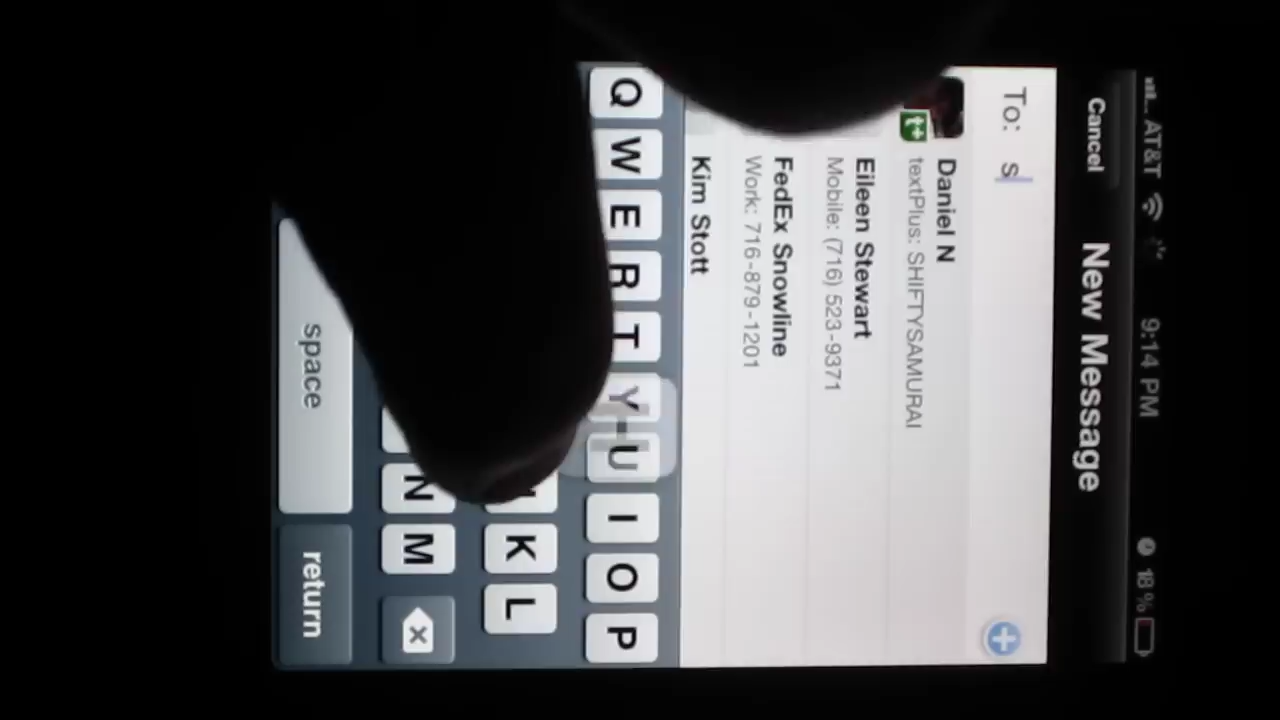 AT&T 9:14 PM 18%
Cancel New Message
To: s
Daniel N
textPlus: SHIFTYSAMURAI
Eileen Stewart
Mobile: (716) 523-9371
FedEx Snowline
Work: 716-879-1201
Kim Stott
Q W E R T Y U I O P
K L
N M
space return